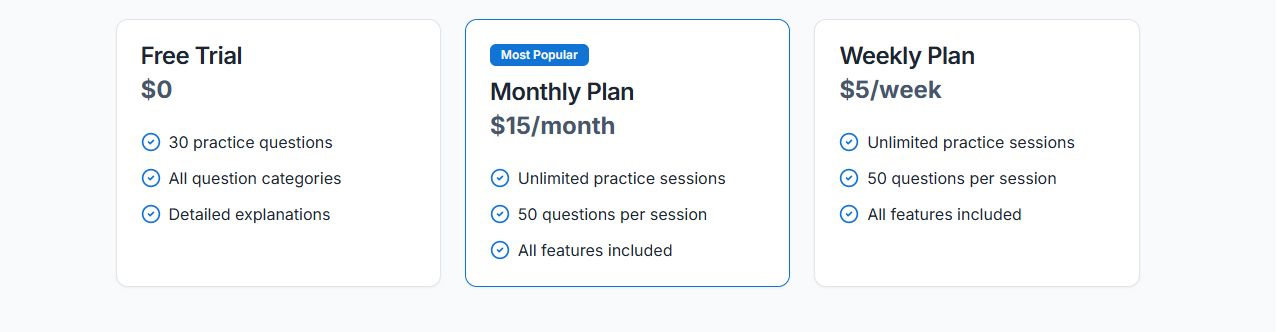 Free Trial
$0
30 practice questions
All question categories
Detailed explanations
Most Popular
Monthly Plan
$15/month
Unlimited practice sessions
50 questions per session
All features included
Weekly Plan
$5/week
Unlimited practice sessions
50 questions per session
All features included